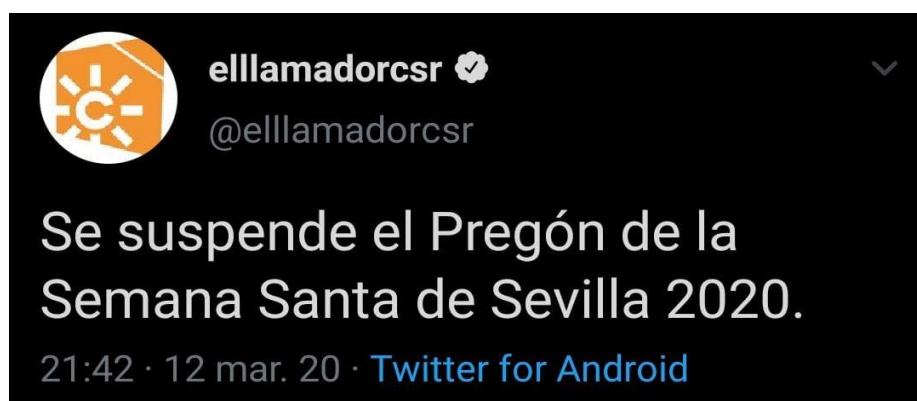 elllamadorcsr
@elllamadorcsr
Se suspende el Pregón de la
Semana Santa de Sevilla 2020.
21:42 · 12 mar. 20 · Twitter for Android